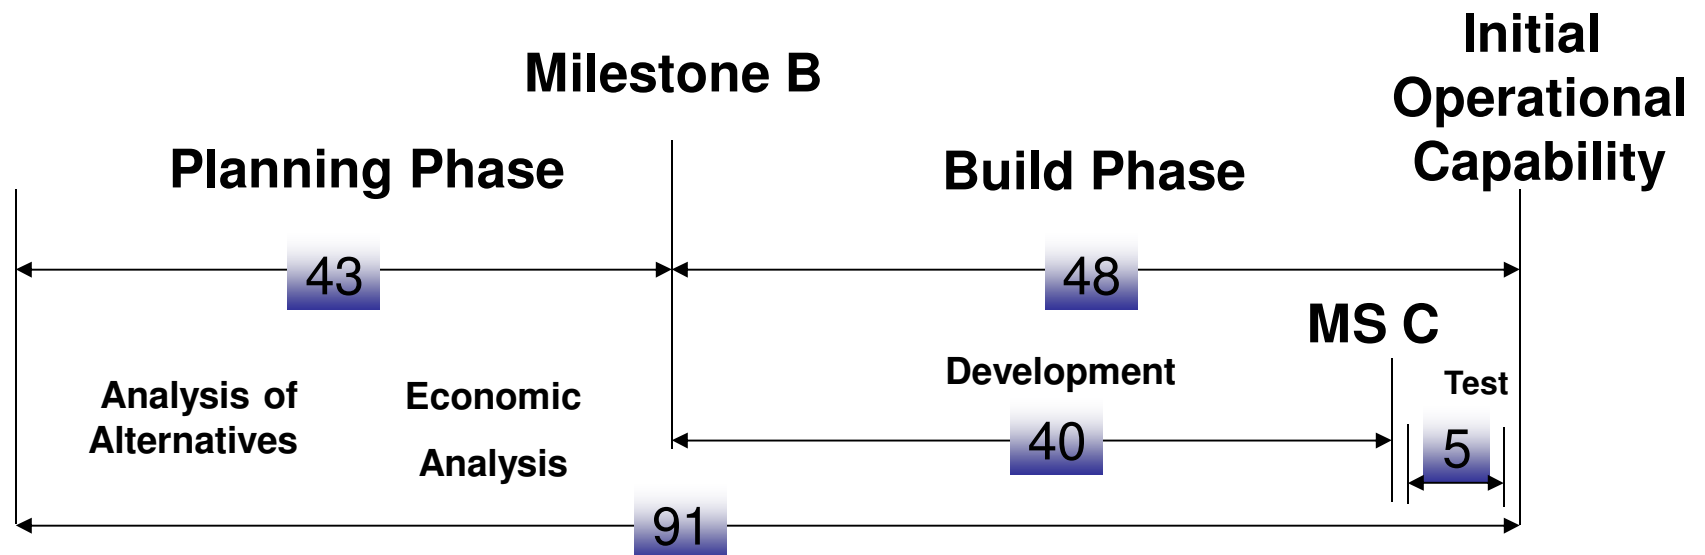 Initial
Operational
Capability
Milestone B
Planning Phase
Build Phase
43
48
MS C
Development
Test
Analysis of
Alternatives
Economic
Analysis
40
5
91